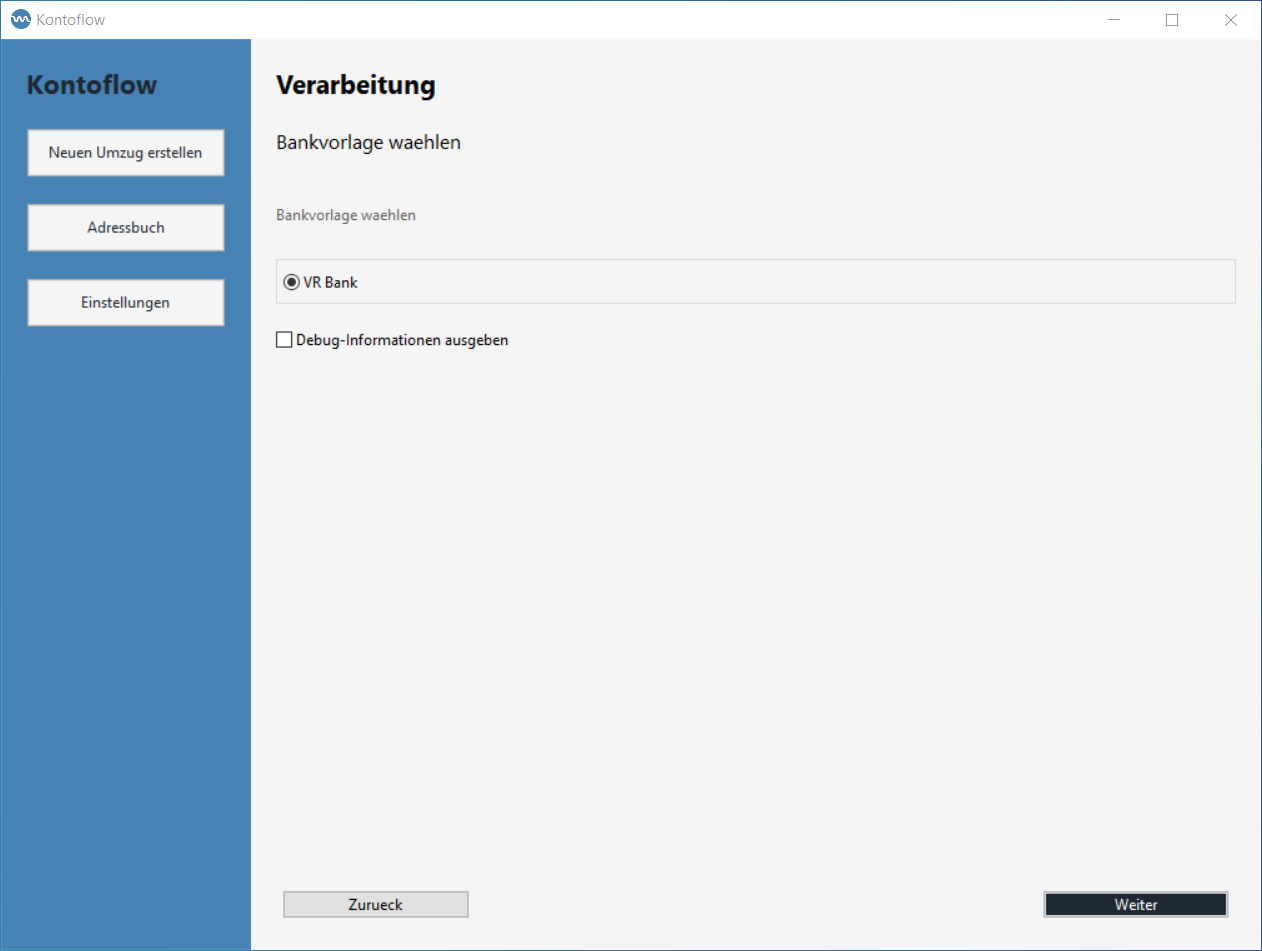 Kontoflow
Kontoflow
Neuen Umzug erstellen
Adressbuch
Einstellungen
Verarbeitung
Bankvorlage waehlen
Bankvorlage waehlen
VR Bank
Debug-Informationen ausgeben
Zurueck
Weiter